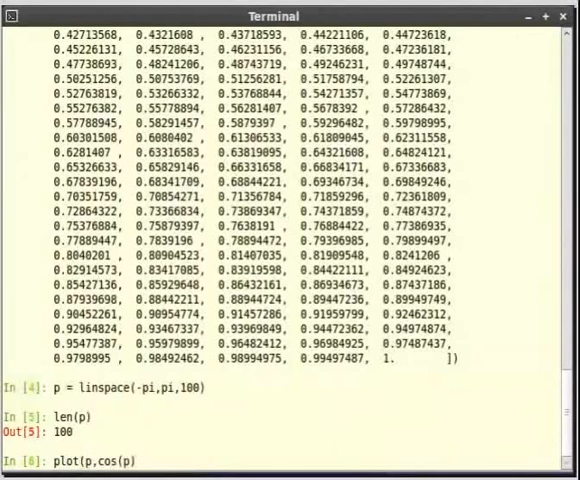 Terminal
0.42713568, 0.4321608 , 0.43718593, 0.44221106, 0.44723618,
0.45226131, 0.45728643, 0.46231156, 0.46733668, 0.47236181,
0.47738693, 0.48241206, 0.48743719, 0.49246231, 0.49748744,
0.50251256, 0.50753769, 0.51256281, 0.51758794, 0.52261307,
0.52763819, 0.53266332, 0.53768844, 0.54271357, 0.54773869,
0.55276382, 0.55778894, 0.56281407, 0.5678392 , 0.57286432,
0.57788945, 0.58291457, 0.5879397 , 0.59296482, 0.59798995,
0.60301508, 0.6080402 , 0.61306533, 0.61809045, 0.62311558,
0.6281407 , 0.63316583, 0.63819095, 0.64321608, 0.64824121,
0.65326633, 0.65829146, 0.66331658, 0.66834171, 0.67336683,
0.67839196, 0.68341709, 0.68844221, 0.69346734, 0.69849246,
0.70351759, 0.70854271, 0.71356784, 0.71859296, 0.72361809,
0.72864322, 0.73366834, 0.73869347, 0.74371859, 0.74874372,
0.75376884, 0.75879397, 0.7638191 , 0.76884422, 0.77386935,
0.77889447, 0.7839196 , 0.78894472, 0.79396985, 0.79899497,
0.8040201 , 0.80904523, 0.81407035, 0.81909548, 0.8241206 ,
0.82914573, 0.83417085, 0.83919598, 0.84422111, 0.84924623,
0.85427136, 0.85929648, 0.86432161, 0.86934673, 0.87437186,
0.87939698, 0.88442211, 0.88944724, 0.89447236, 0.89949749,
0.90452261, 0.90954774, 0.91457286, 0.91959799, 0.92462312,
0.92964824, 0.93467337, 0.93969849, 0.94472362, 0.94974874,
0.95477387, 0.95979899, 0.96482412, 0.96984925, 0.97487437,
0.9798995 , 0.98492462, 0.98994975, 0.99497487, 1. ])
In [4]: p = linspace(-pi,pi,100)
In [5]: len(p)
Out[5]: 100
In [6]: plot(p,cos(p)